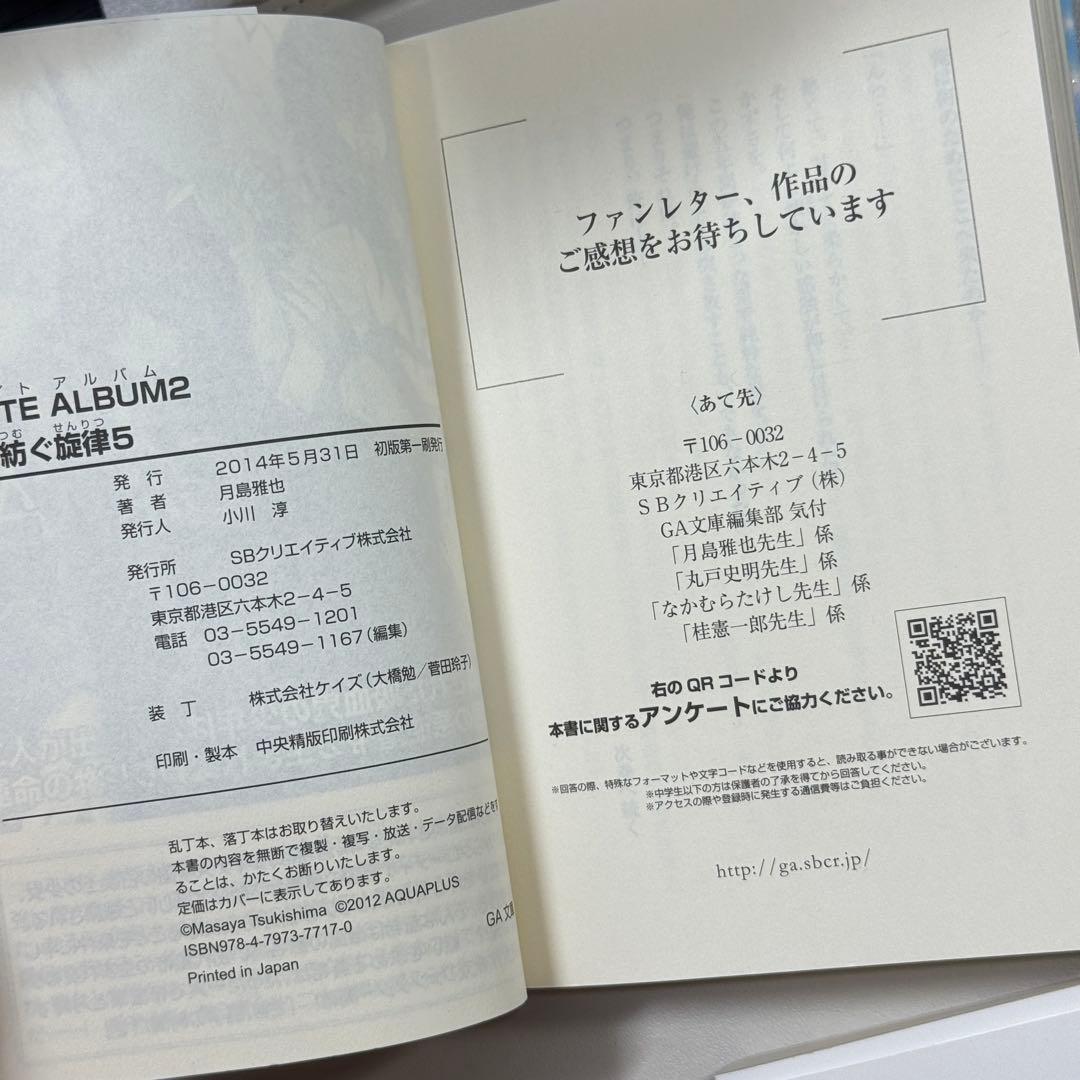 ト アルバム
TE ALBUM2
つむ せんりつ
紡ぐ旋律5
発 行 2014年5月31日 初版第一刷発行
著 者 月島雅也
発行人 小川 淳
発行所 SBクリエイティブ株式会社
〒106−0032
東京都港区六本木2−4−5
電話 03−5549−1201
03−5549−1167(編集)
装 丁 株式会社ケイズ(大橋勉/菅田玲子)
印刷・製本 中央精版印刷株式会社
乱丁本、落丁本はお取り替えいたします。
本書の内容を無断で複製・複写・放送・データ配信などをす
ることは、かたくお断りいたします。
定価はカバーに表示してあります。
©Masaya Tsukishima ©2012 AQUAPLUS
ISBN978-4-7973-7717-0
Printed in Japan
GA文
ファンレター、作品の
ご感想をお待ちしています
〈あて先〉
〒106−0032
東京都港区六本木2−4−5
SBクリエイティブ(株)
GA文庫編集部 気付
「月島雅也先生」係
「丸戸史明先生」係
「なかむらたけし先生」係
「桂憲一郎先生」係
右のQRコードより
本書に関するアンケートにご協力ください。
※回答の際、特殊なフォーマットや文字コードなどを使用すると、読み取る事ができない場合がございます。
※中学生以下の方は保護者の了承を得てから回答してください。
※アクセスの際や登録時に発生する通信費等はご負担ください。
http://ga.sbcr.jp/